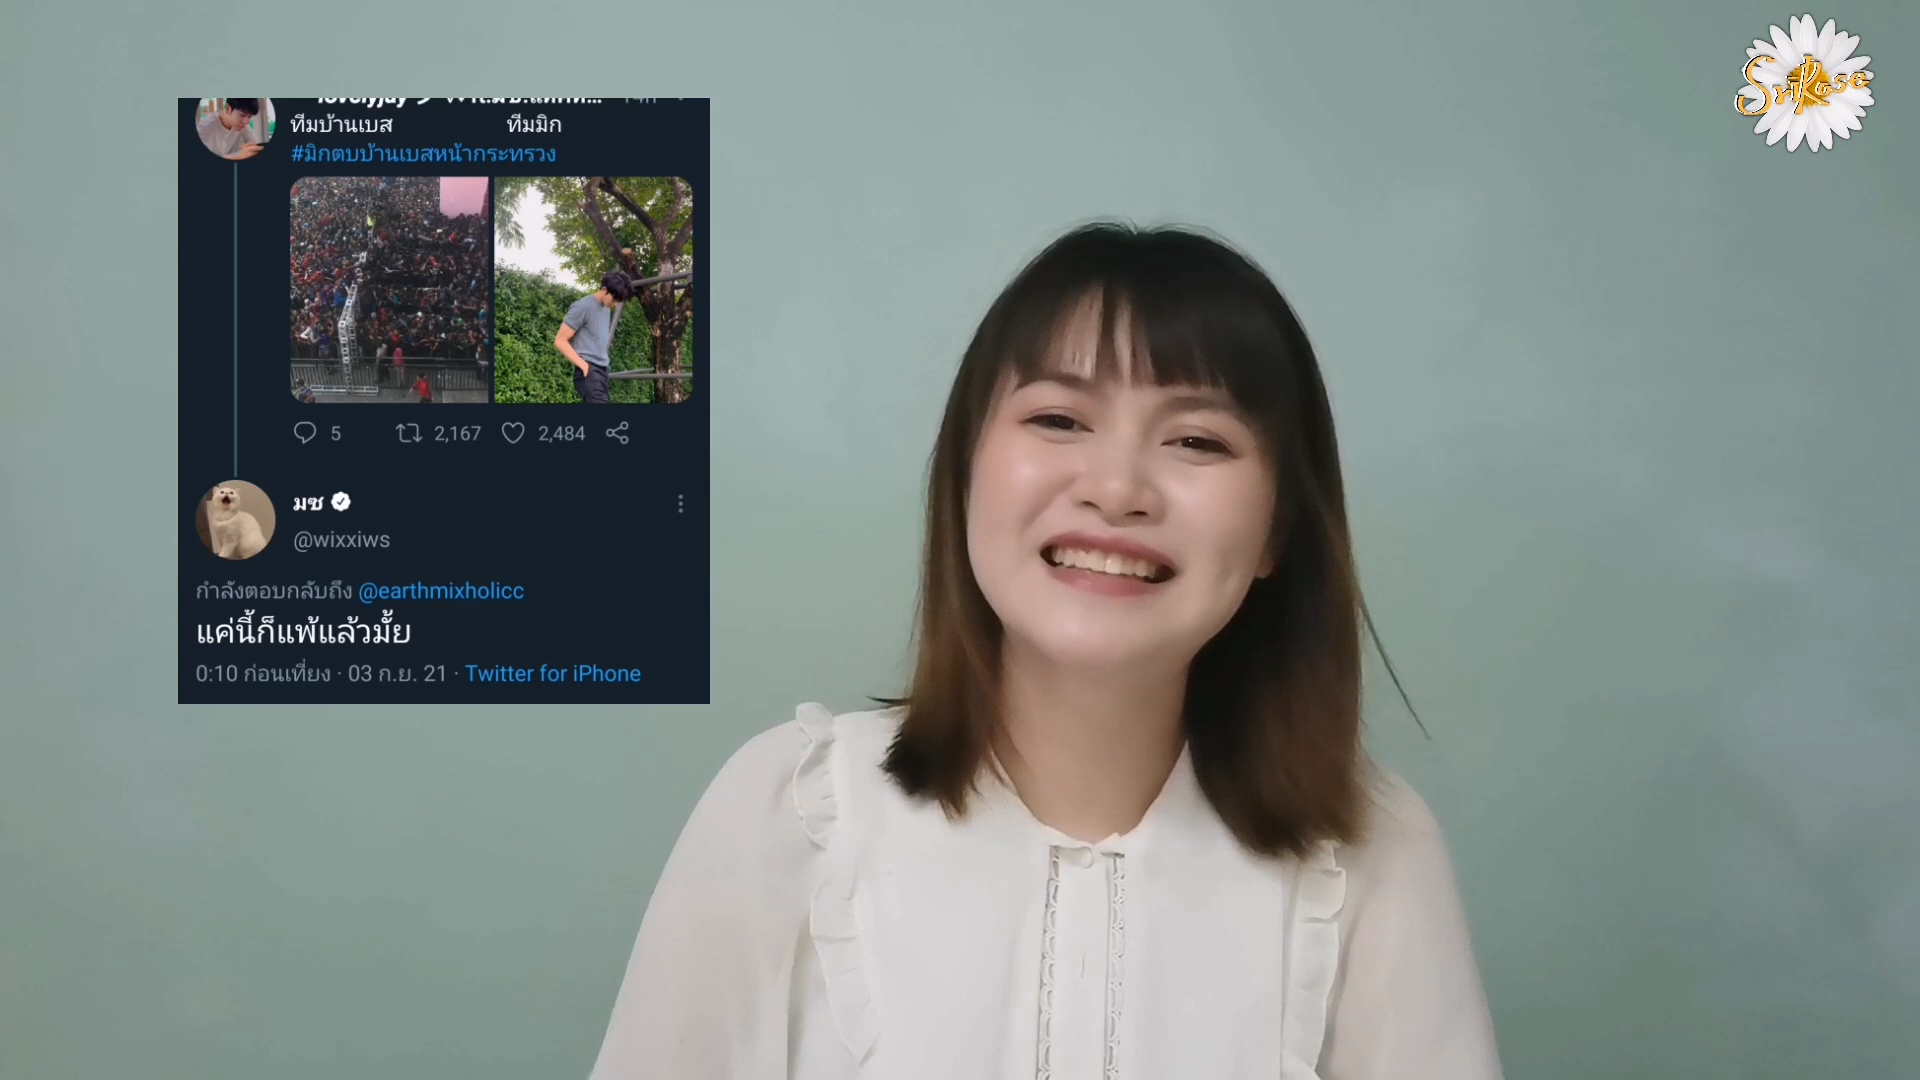 SriRose
ทีมบ้านเบส ทีมมิก
#มิกตบบ้านเบสหน้ากระทรวง
5 2,167 2,484
มซ
@wixxiws
กำลังตอบกลับถึง @earthmixholicc
แค่นี้ก็แพ้แล้วมั้ย
0:10 ก่อนเที่ยง · 03 ก.ย. 21 · Twitter for iPhone